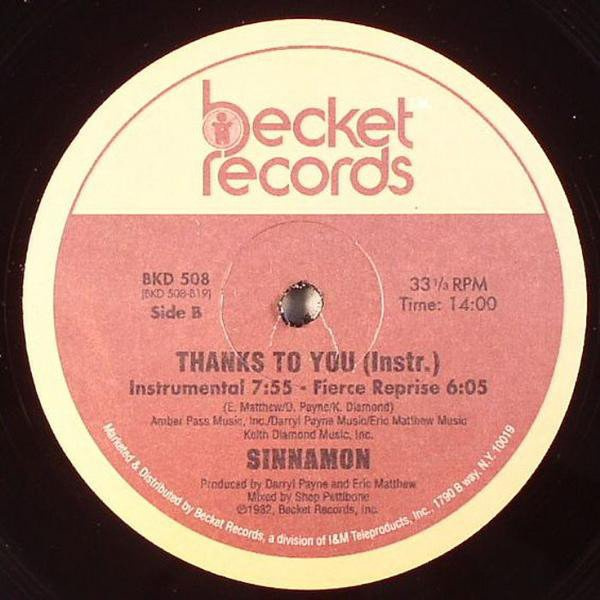 becket
records
BKD 508
[BKD 508-B19]
Side B
33 1/3 RPM
Time: 14:00
THANKS TO YOU (Instr.)
Instrumental 7:55 - Fierce Reprise 6:05
(E. Matthew/D. Payne/K. Diamond)
Amber Pass Music, Inc./Darryl Payne Music/Eric Matthew Music
Keith Diamond Music, Inc.
SINNAMON
Produced by Darryl Payne and Eric Matthew
Mixed by Shep Pettibone
℗1982, Becket Records, Inc.
Marketed & Distributed by Becket Records, a division of I&M Teleproducts, Inc., 1790 B'way, N.Y. 10019